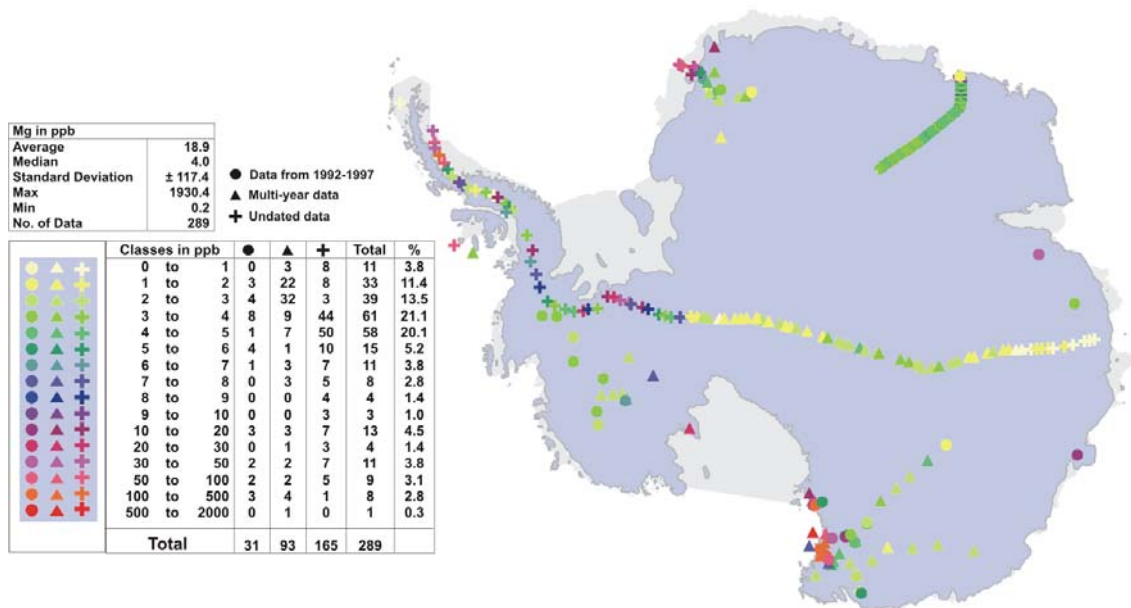 Mg in ppb
Average 18.9
Median 4.0
Standard Deviation ± 117.4
Max 1930.4
Min 0.2
No. of Data 289
Data from 1992-1997
Multi-year data
Undated data
Classes in ppb Total %
0 to 1 0 3 8 11 3.8
1 to 2 3 22 8 33 11.4
2 to 3 4 32 3 39 13.5
3 to 4 8 9 44 61 21.1
4 to 5 1 7 50 58 20.1
5 to 6 4 1 10 15 5.2
6 to 7 1 3 7 11 3.8
7 to 8 0 3 5 8 2.8
8 to 9 0 0 4 4 1.4
9 to 10 0 0 3 3 1.0
10 to 20 3 3 7 13 4.5
20 to 30 0 1 3 4 1.4
30 to 50 2 2 7 11 3.8
50 to 100 2 2 5 9 3.1
100 to 500 3 4 1 8 2.8
500 to 2000 0 1 0 1 0.3
Total 31 93 165 289